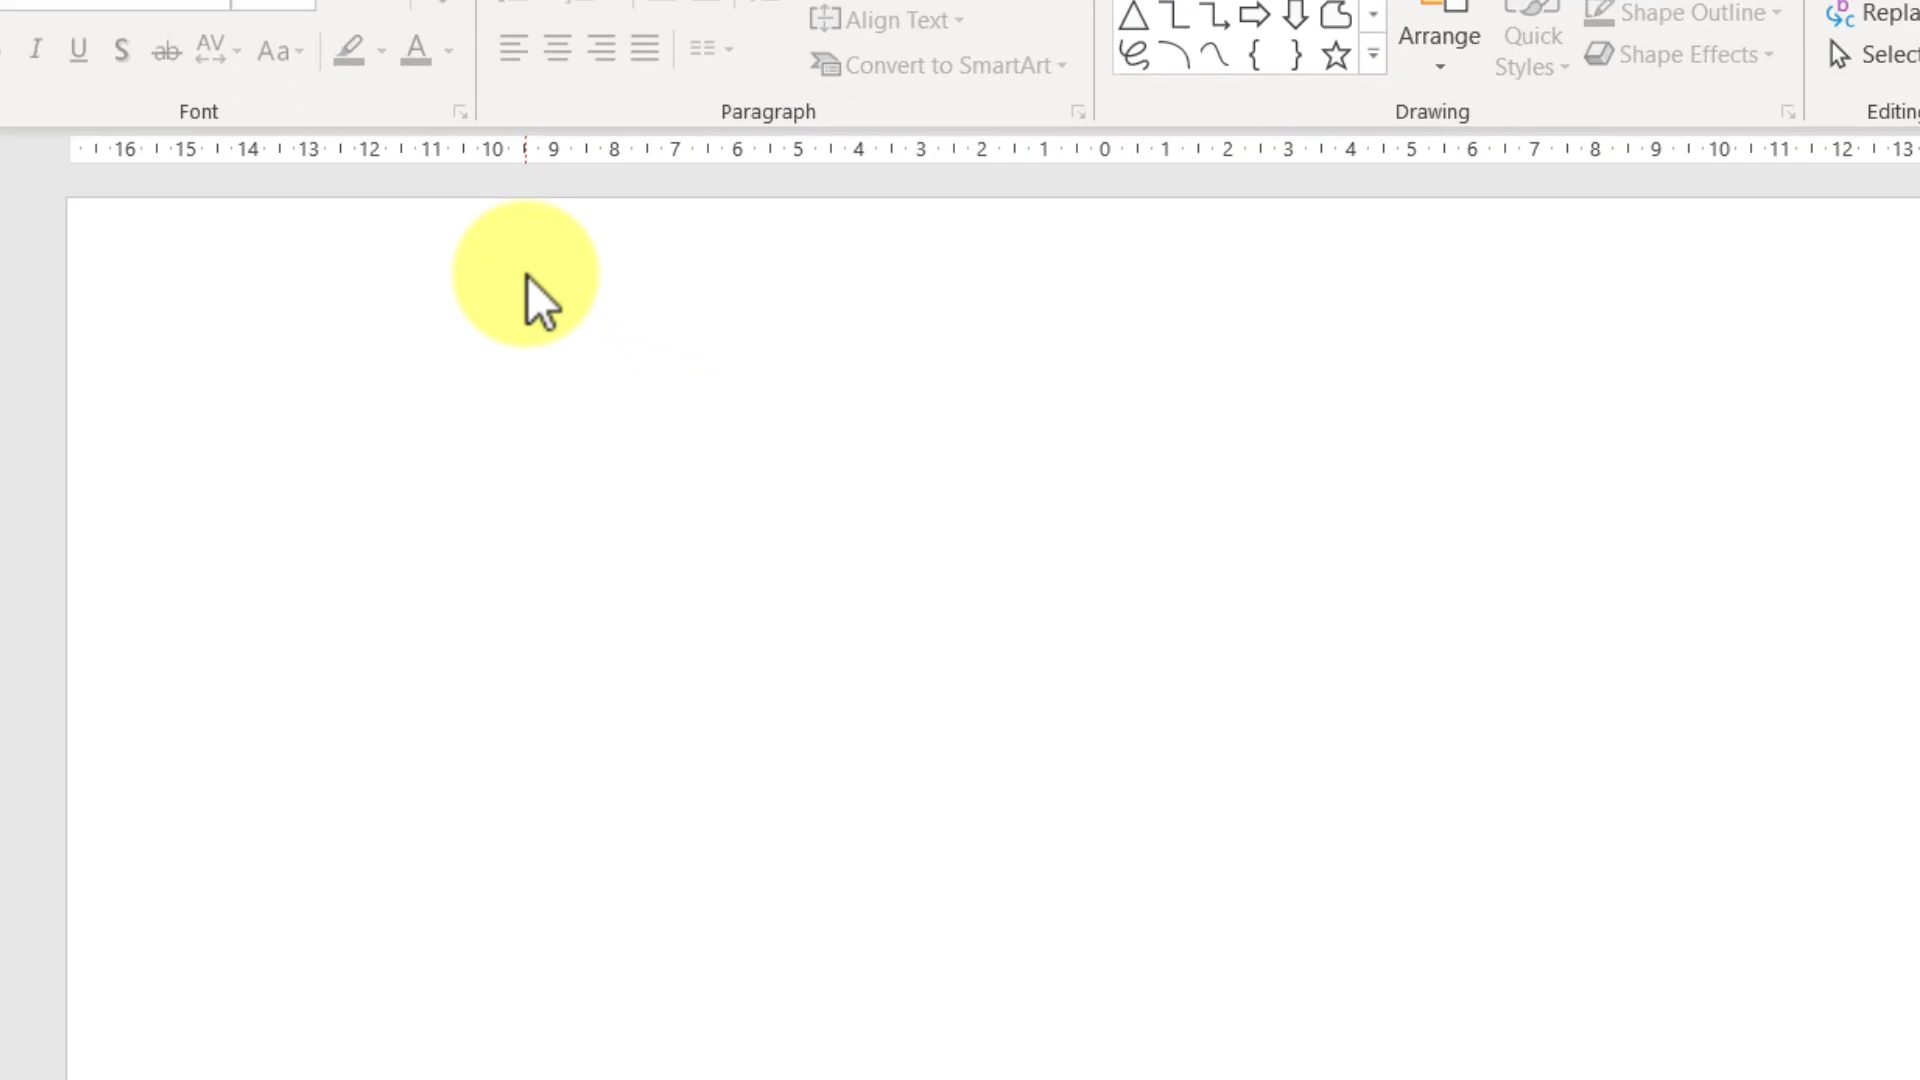 Align Text
Convert to SmartArt
I U S ab AV Aa A
Arrange
Quick
Styles
Shape Outline
Shape Effects
Select
Font
Paragraph
Drawing
16 15 14 13 12 11 10 9 8 7 6 5 4 3 2 1 0 1 2 3 4 5 6 7 8 9 10 11 12 13